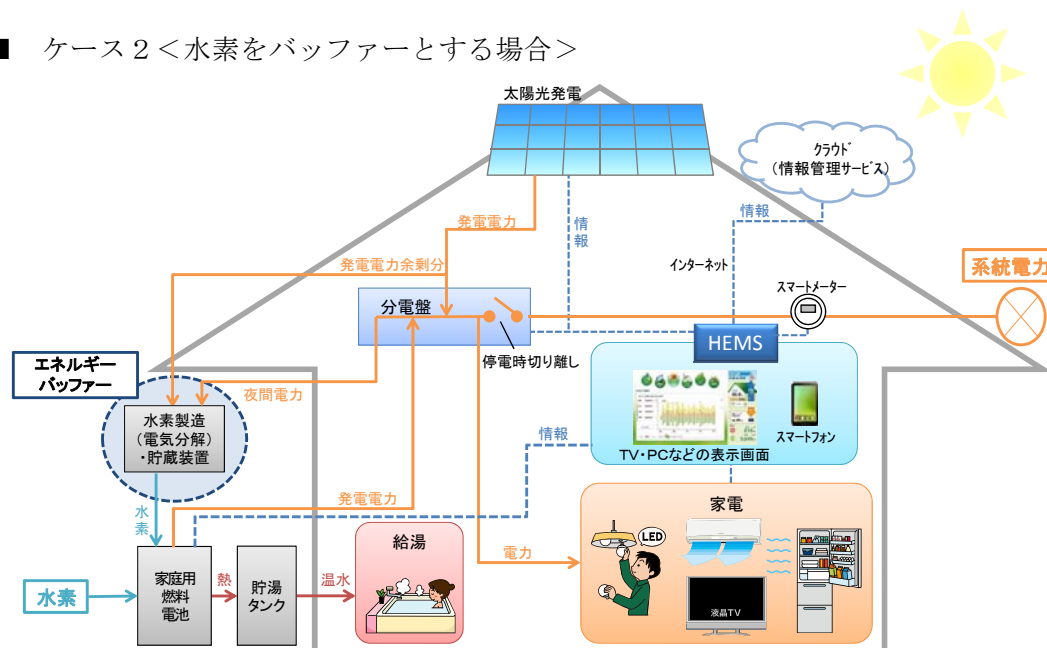 ■ ケース2＜水素をバッファーとする場合＞
太陽光発電
クラウド
（情報管理サービス）
発電電力
情
報
情報
発電電力余剰分
インターネット
系統電力
スマートメーター
分電盤
HEMS
停電時切り離し
エネルギー
バッファー
夜間電力
水素製造
（電気分解）
・貯蔵装置
スマートフォン
TV・PCなどの表示画面
情報
発電電力
水
素
家電
LED
給湯
電力
水素
家庭用
燃料
電池
熱
貯湯
タンク
温水
液晶TV